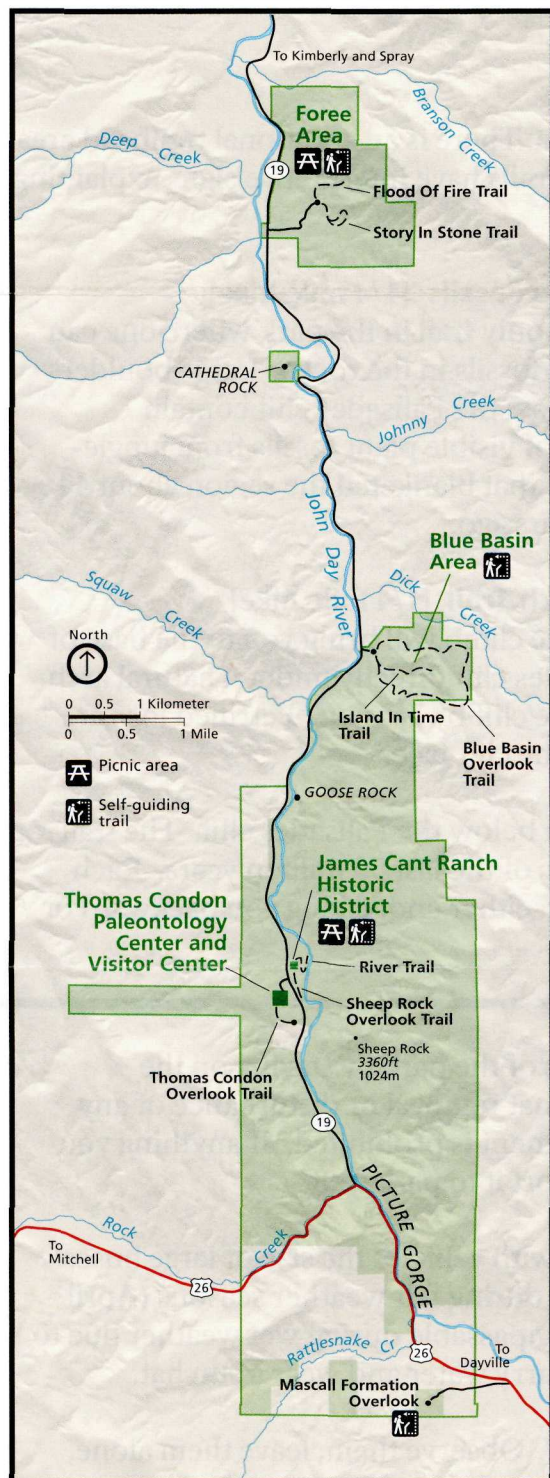 To Kimberly and Spray
Branson Creek
Foree
Area
Deep Creek
19
Flood Of Fire Trail
Story In Stone Trail
CATHEDRAL
ROCK
Johnny Creek
John Day River
Blue Basin
Area
Squaw Creek
Dick Creek
North
0 0.5 1 Kilometer
0 0.5 1 Mile
Island In Time
Trail
Blue Basin
Overlook
Trail
Picnic area
Self-guiding
trail
GOOSE ROCK
James Cant Ranch
Historic
District
Thomas Condon
Paleontology
Center and
Visitor Center
River Trail
Sheep Rock
Overlook Trail
Sheep Rock
3360ft
1024m
Thomas Condon
Overlook Trail
19
PICTURE GORGE
Rock Creek
To
Mitchell
26
Rattlesnake Cr
26
To
Dayville
Mascall Formation
Overlook